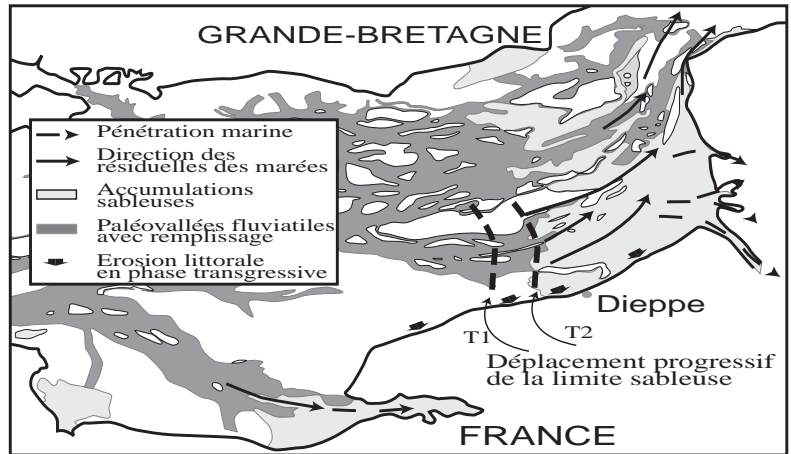 GRANDE-BRETAGNE
Pénétration marine
Direction des
résiduelles des marées
Accumulations
sableuses
Paléovallées fluviatiles
avec remplissage
Erosion littorale
en phase transgressive
Dieppe
T1
T2
Déplacement progressif
de la limite sableuse
FRANCE